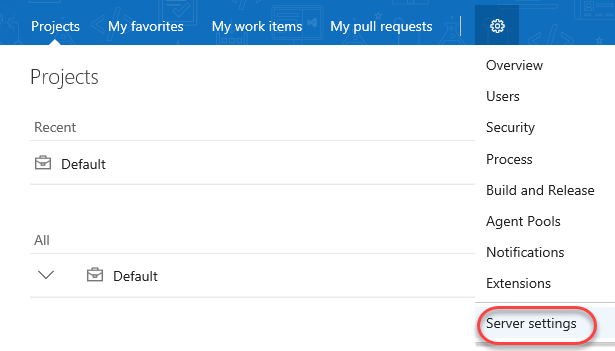 Projects My favorites My work items My pull requests
Projects
Recent
Default
All
Default
Overview
Users
Security
Process
Build and Release
Agent Pools
Notifications
Extensions
Server settings